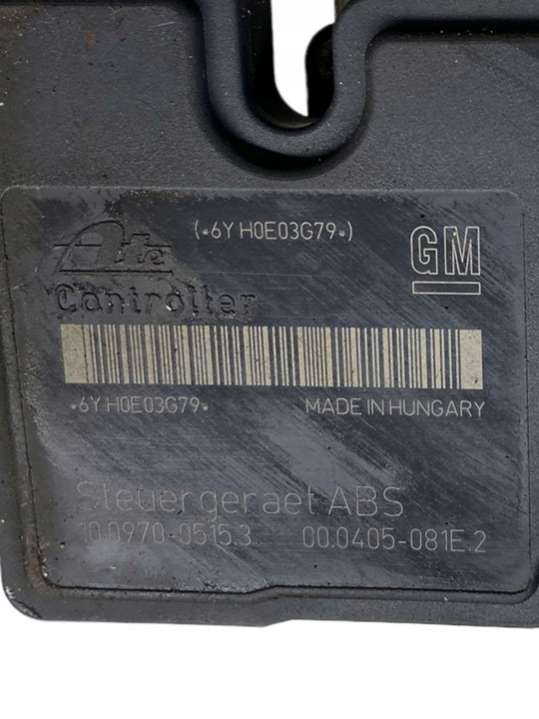 (*6Y H0E03G79*)
Ate
GM
Controller
*6Y H0E03G79*
MADE IN HUNGARY
Steuergeraet ABS
10.0970-0515.3
00.0405-081E.2